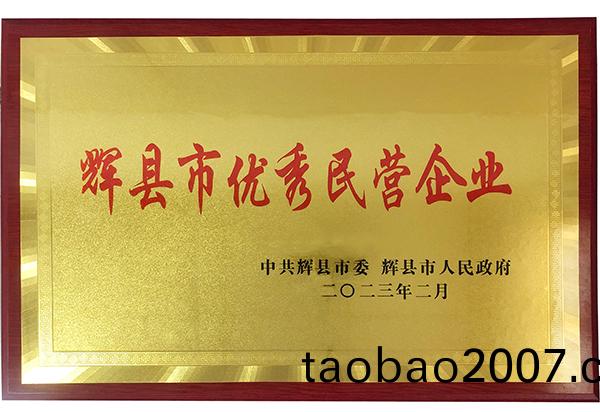 辉县市优秀民营企业
中共辉县市委 辉县市人民政府
二〇二三年二月
taobao2007.c